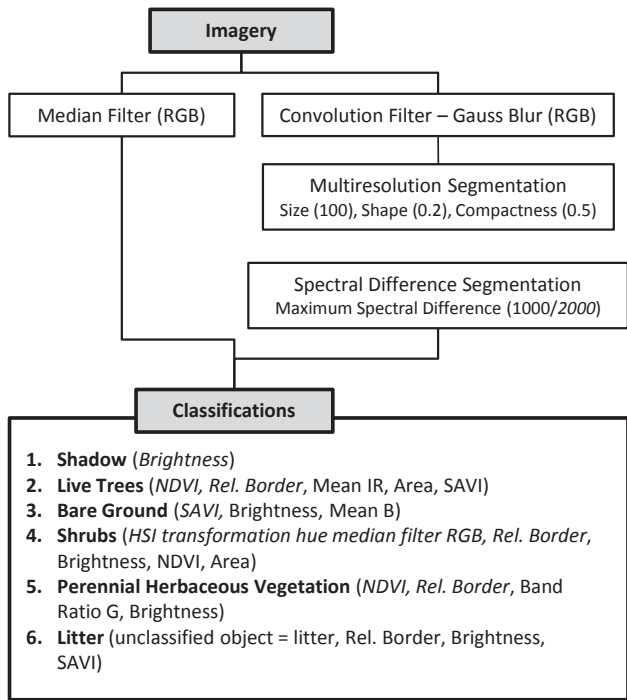 Imagery
Median Filter (RGB)
Convolution Filter – Gauss Blur (RGB)
Multiresolution Segmentation
Size (100), Shape (0.2), Compactness (0.5)
Spectral Difference Segmentation
Maximum Spectral Difference (1000/2000)
Classifications
1. Shadow (Brightness)
2. Live Trees (NDVI, Rel. Border, Mean IR, Area, SAVI)
3. Bare Ground (SAVI, Brightness, Mean B)
4. Shrubs (HSI transformation hue median filter RGB, Rel. Border,
Brightness, NDVI, Area)
5. Perennial Herbaceous Vegetation (NDVI, Rel. Border, Band
Ratio G, Brightness)
6. Litter (unclassified object = litter, Rel. Border, Brightness,
SAVI)